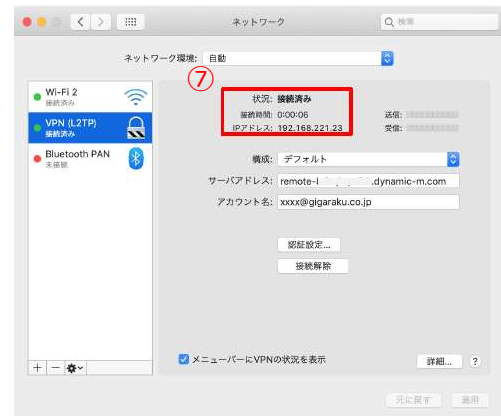 ネットワーク
検索
ネットワーク環境: 自動
⑦
Wi-Fi 2
接続済み
VPN (L2TP)
接続済み
Bluetooth PAN
未接続
状況: 接続済み
接続時間: 0:00:06
IPアドレス: 192.168.221.23
送信:
受信:
構成: デフォルト
サーバアドレス: remote- .dynamic-m.com
アカウント名: xxxx@gigaraku.co.jp
認証設定...
接続解除
メニューバーにVPNの状況を表示
詳細...
?
元に戻す
適用